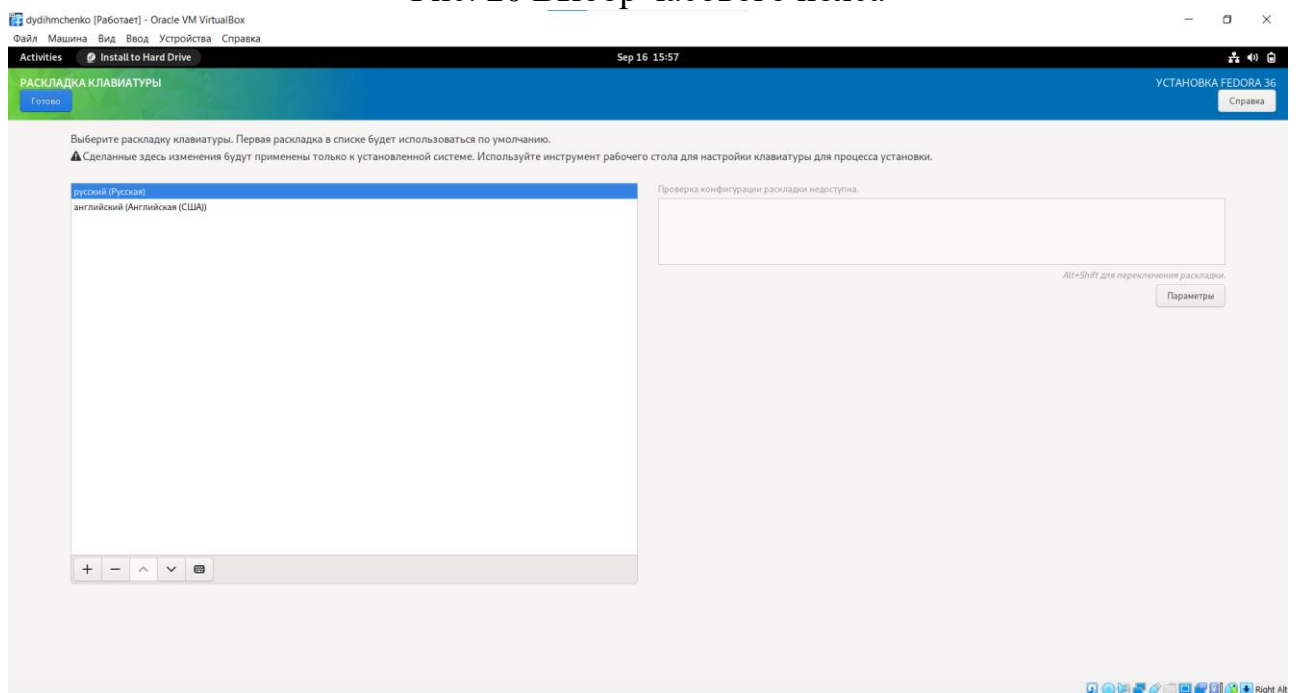 dydihmchenko [Работает] - Oracle VM VirtualBox
Файл Машина Вид Ввод Устройства Справка
Activities Install to Hard Drive Sep 16 15:57
РАСКЛАДКА КЛАВИАТУРЫ УСТАНОВКА FEDORA 36
Готово Справка
Выберите раскладку клавиатуры. Первая раскладка в списке будет использоваться по умолчанию.
Сделанные здесь изменения будут применены только к установленной системе. Используйте инструмент рабочего стола для настройки клавиатуры для процесса установки.
русский (Русская) Проверка конфигурации раскладки недоступна.
английский (Английская (США))
Alt+Shift для переключения раскладки.
Параметры
Right Alt